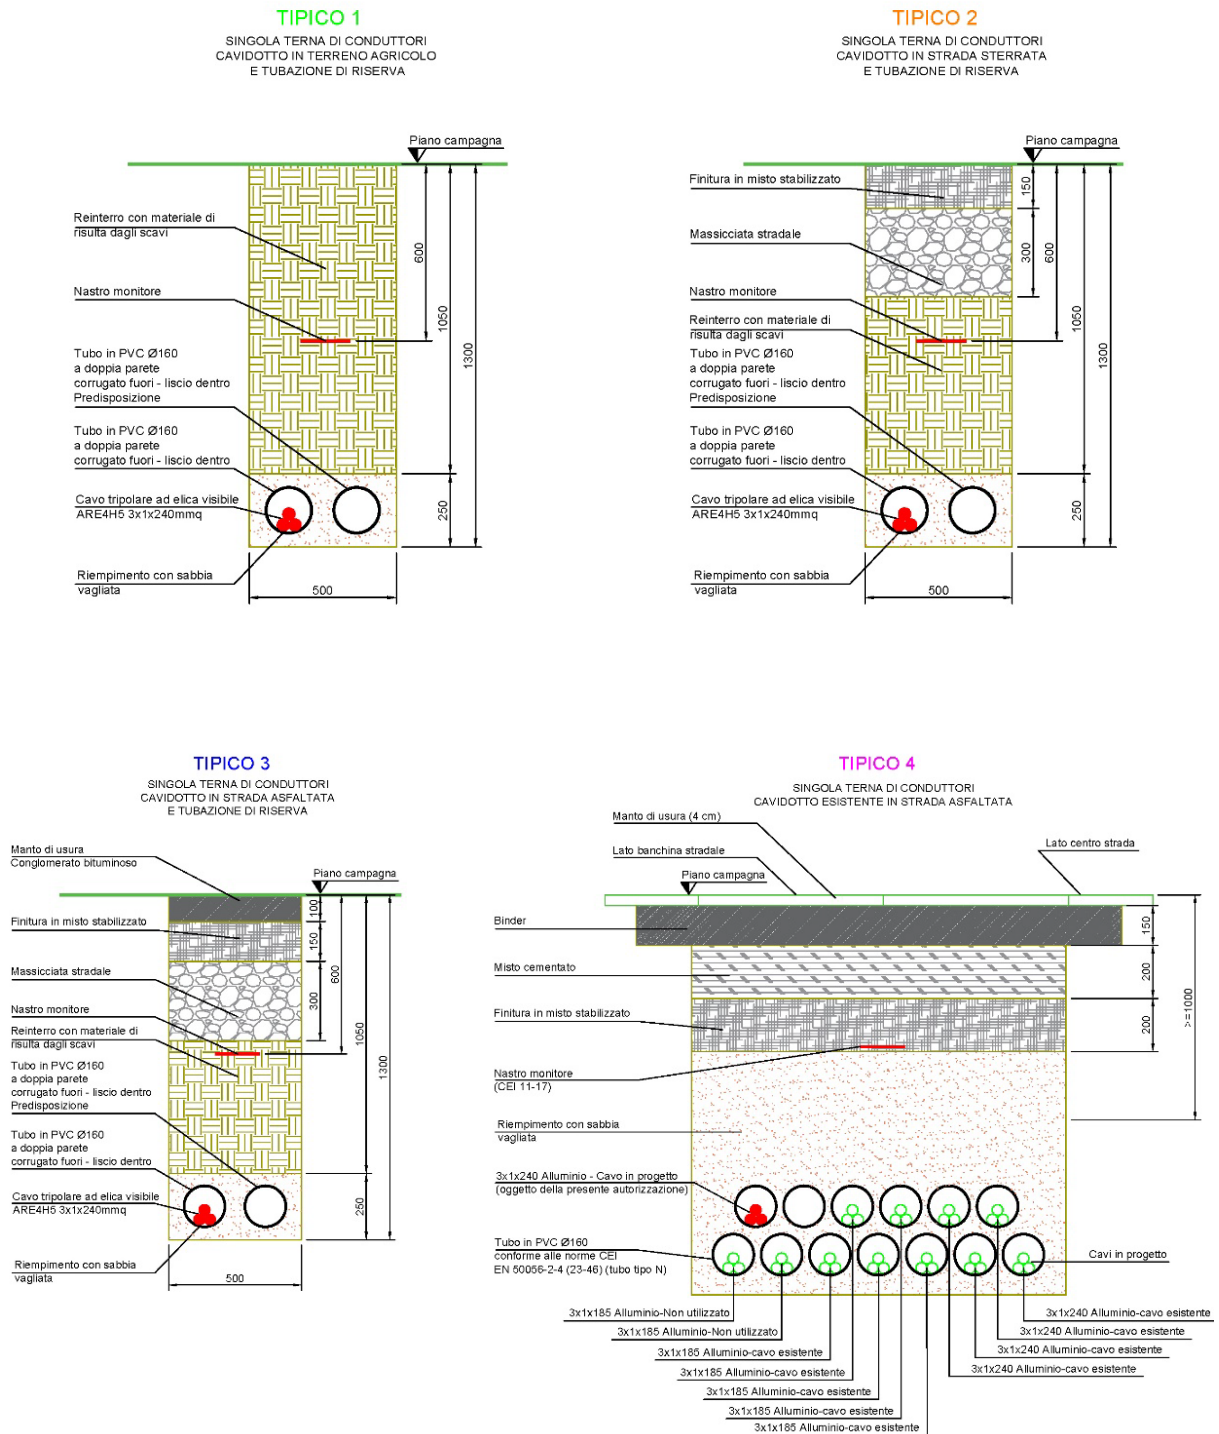 TIPICO 1
SINGOLA TERNA DI CONDUTTORI
CAVIDOTTO IN TERRENO AGRICOLO
E TUBAZIONE DI RISERVA
Piano campagna
Reinterro con materiale di
risulta dagli scavi
Nastro monitore
Tubo in PVC Ø160
a doppia parete
corrugato fuori - liscio dentro
Predisposizione
Tubo in PVC Ø160
a doppia parete
corrugato fuori - liscio dentro
Cavo tripolare ad elica visibile
ARE4H5 3x1x240mmq
Riempimento con sabbia
vagliata
600
1050
1300
250
500
TIPICO 2
SINGOLA TERNA DI CONDUTTORI
CAVIDOTTO IN STRADA STERRATA
E TUBAZIONE DI RISERVA
Piano campagna
Finitura in misto stabilizzato
Massicciata stradale
Nastro monitore
Reinterro con materiale di
risulta dagli scavi
Tubo in PVC Ø160
a doppia parete
corrugato fuori - liscio dentro
Predisposizione
Tubo in PVC Ø160
a doppia parete
corrugato fuori - liscio dentro
Cavo tripolare ad elica visibile
ARE4H5 3x1x240mmq
Riempimento con sabbia
vagliata
150
300
600
1050
1300
250
500
TIPICO 3
SINGOLA TERNA DI CONDUTTORI
CAVIDOTTO IN STRADA ASFALTATA
E TUBAZIONE DI RISERVA
Manto di usura
Conglomerato bituminoso
Piano campagna
Finitura in misto stabilizzato
Massicciata stradale
Nastro monitore
Reinterro con materiale di
risulta dagli scavi
Tubo in PVC Ø160
a doppia parete
corrugato fuori - liscio dentro
Predisposizione
Tubo in PVC Ø160
a doppia parete
corrugato fuori - liscio dentro
Cavo tripolare ad elica visibile
ARE4H5 3x1x240mmq
Riempimento con sabbia
vagliata
100
150
300
600
1050
1300
250
500
TIPICO 4
SINGOLA TERNA DI CONDUTTORI
CAVIDOTTO ESISTENTE IN STRADA ASFALTATA
Manto di usura (4 cm)
Lato banchina stradale
Lato centro strada
Piano campagna
Binder
Misto cementato
Finitura in misto stabilizzato
Nastro monitore
(CEI 11-17)
Riempimento con sabbia
vagliata
3x1x240 Alluminio - Cavo in progetto
(oggetto della presente autorizzazione)
Tubo in PVC Ø160
conforme alle norme CEI
EN 50056-2-4 (23-46) (tubo tipo N)
Cavi in progetto
150
200
200
>=1000
3x1x185 Alluminio-Non utilizzato
3x1x185 Alluminio-Non utilizzato
3x1x185 Alluminio-cavo esistente
3x1x185 Alluminio-cavo esistente
3x1x185 Alluminio-cavo esistente
3x1x185 Alluminio-cavo esistente
3x1x185 Alluminio-cavo esistente
3x1x240 Alluminio-cavo esistente
3x1x240 Alluminio-cavo esistente
3x1x240 Alluminio-cavo esistente
3x1x240 Alluminio-cavo esistente